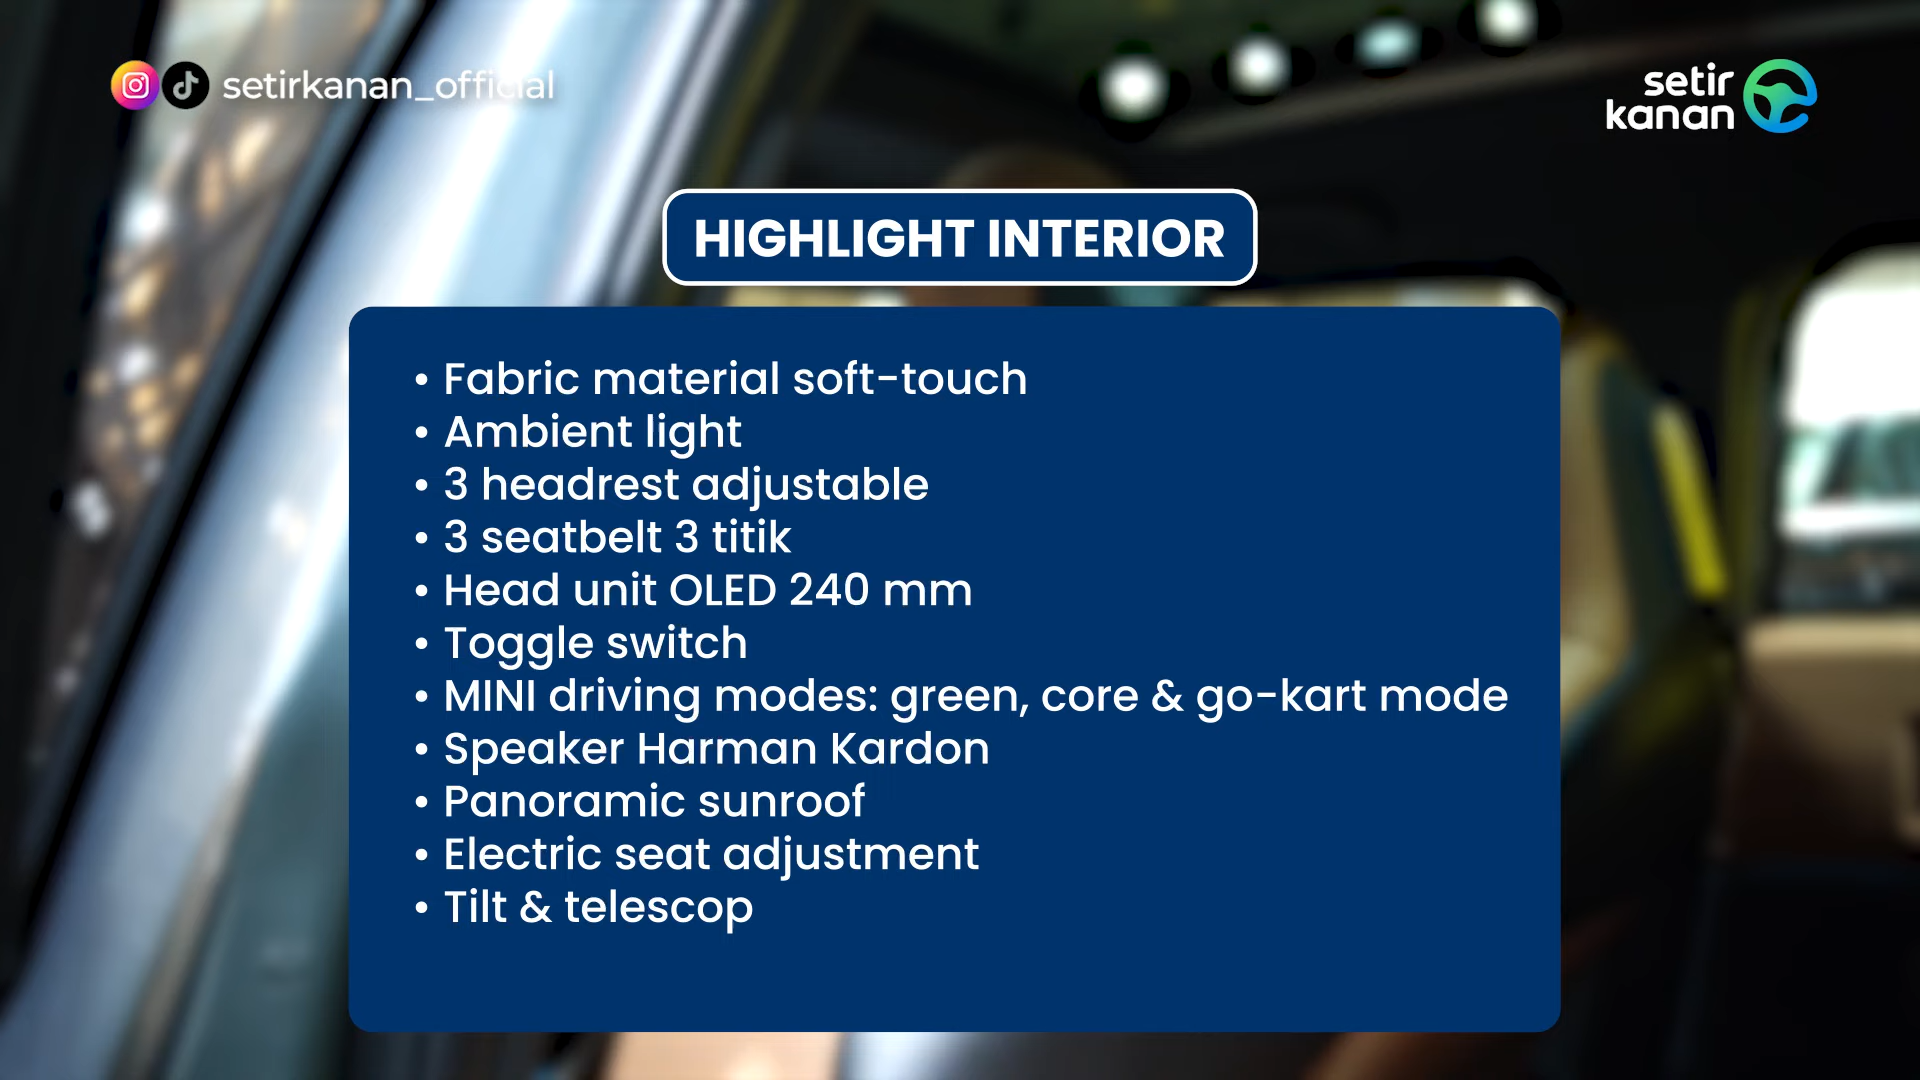 setirkanan_official
setir
kanan
HIGHLIGHT INTERIOR
• Fabric material soft-touch
• Ambient light
• 3 headrest adjustable
• 3 seatbelt 3 titik
• Head unit OLED 240 mm
• Toggle switch
• MINI driving modes: green, core & go-kart mode
• Speaker Harman Kardon
• Panoramic sunroof
• Electric seat adjustment
• Tilt & telescop